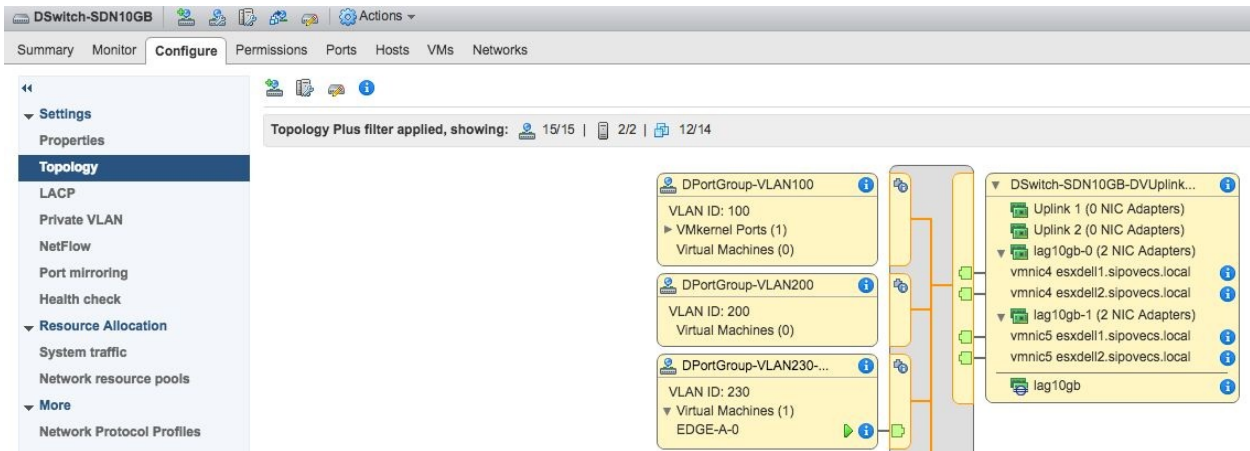 DSwitch-SDN10GB Actions
Summary Monitor Configure Permissions Ports Hosts VMs Networks
Settings
Properties
Topology
LACP
Private VLAN
NetFlow
Port mirroring
Health check
Resource Allocation
System traffic
Network resource pools
More
Network Protocol Profiles
Topology Plus filter applied, showing: 15/15 | 2/2 | 12/14
DPortGroup-VLAN100
VLAN ID: 100
VMkernel Ports (1)
Virtual Machines (0)
DPortGroup-VLAN200
VLAN ID: 200
Virtual Machines (0)
DPortGroup-VLAN230-...
VLAN ID: 230
Virtual Machines (1)
EDGE-A-0
DSwitch-SDN10GB-DVUplink...
Uplink 1 (0 NIC Adapters)
Uplink 2 (0 NIC Adapters)
lag10gb-0 (2 NIC Adapters)
vmnic4 esxdell1.sipovecs.local
vmnic4 esxdell2.sipovecs.local
lag10gb-1 (2 NIC Adapters)
vmnic5 esxdell1.sipovecs.local
vmnic5 esxdell2.sipovecs.local
lag10gb